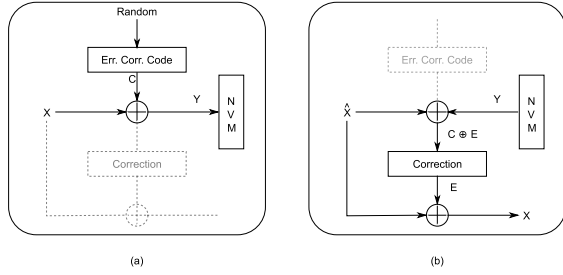 Random
Err. Corr. Code
C
X
Y
N
V
M
Correction
(a)
Err. Corr. Code
X̂
Y
N
V
M
C ⊕ E
Correction
E
X
(b)